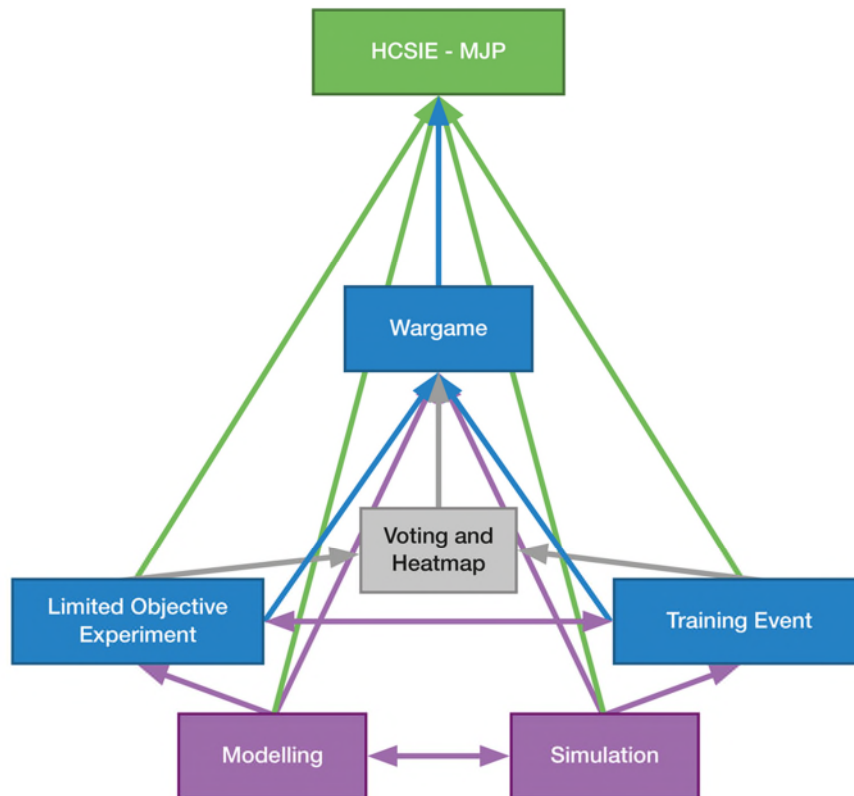 HCSIE - MJP
Wargame
Voting and
Heatmap
Limited Objective
Experiment
Training Event
Modelling
Simulation